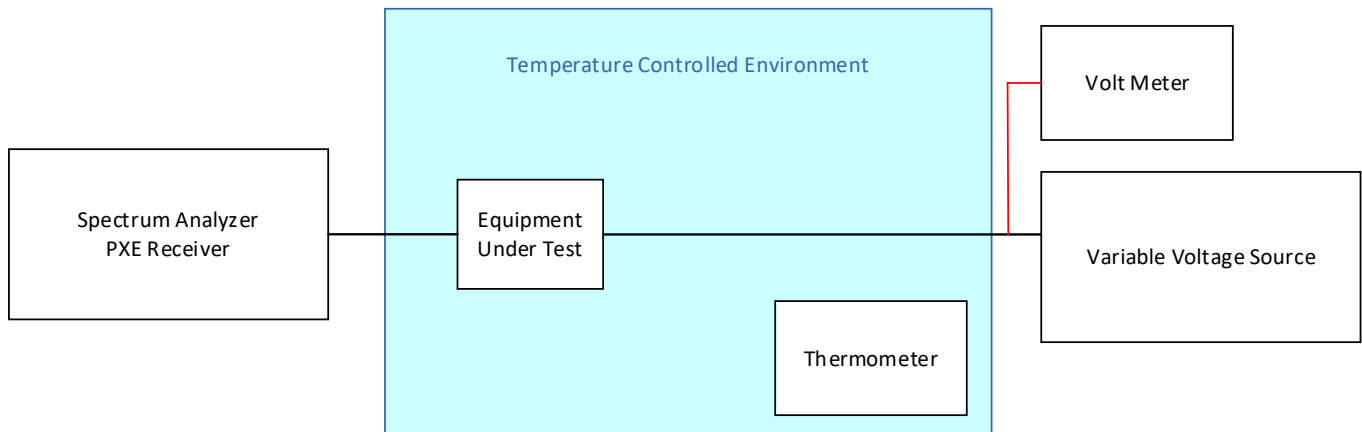 Temperature Controlled Environment
Volt Meter
Spectrum Analyzer
PXE Receiver
Equipment
Under Test
Variable Voltage Source
Thermometer